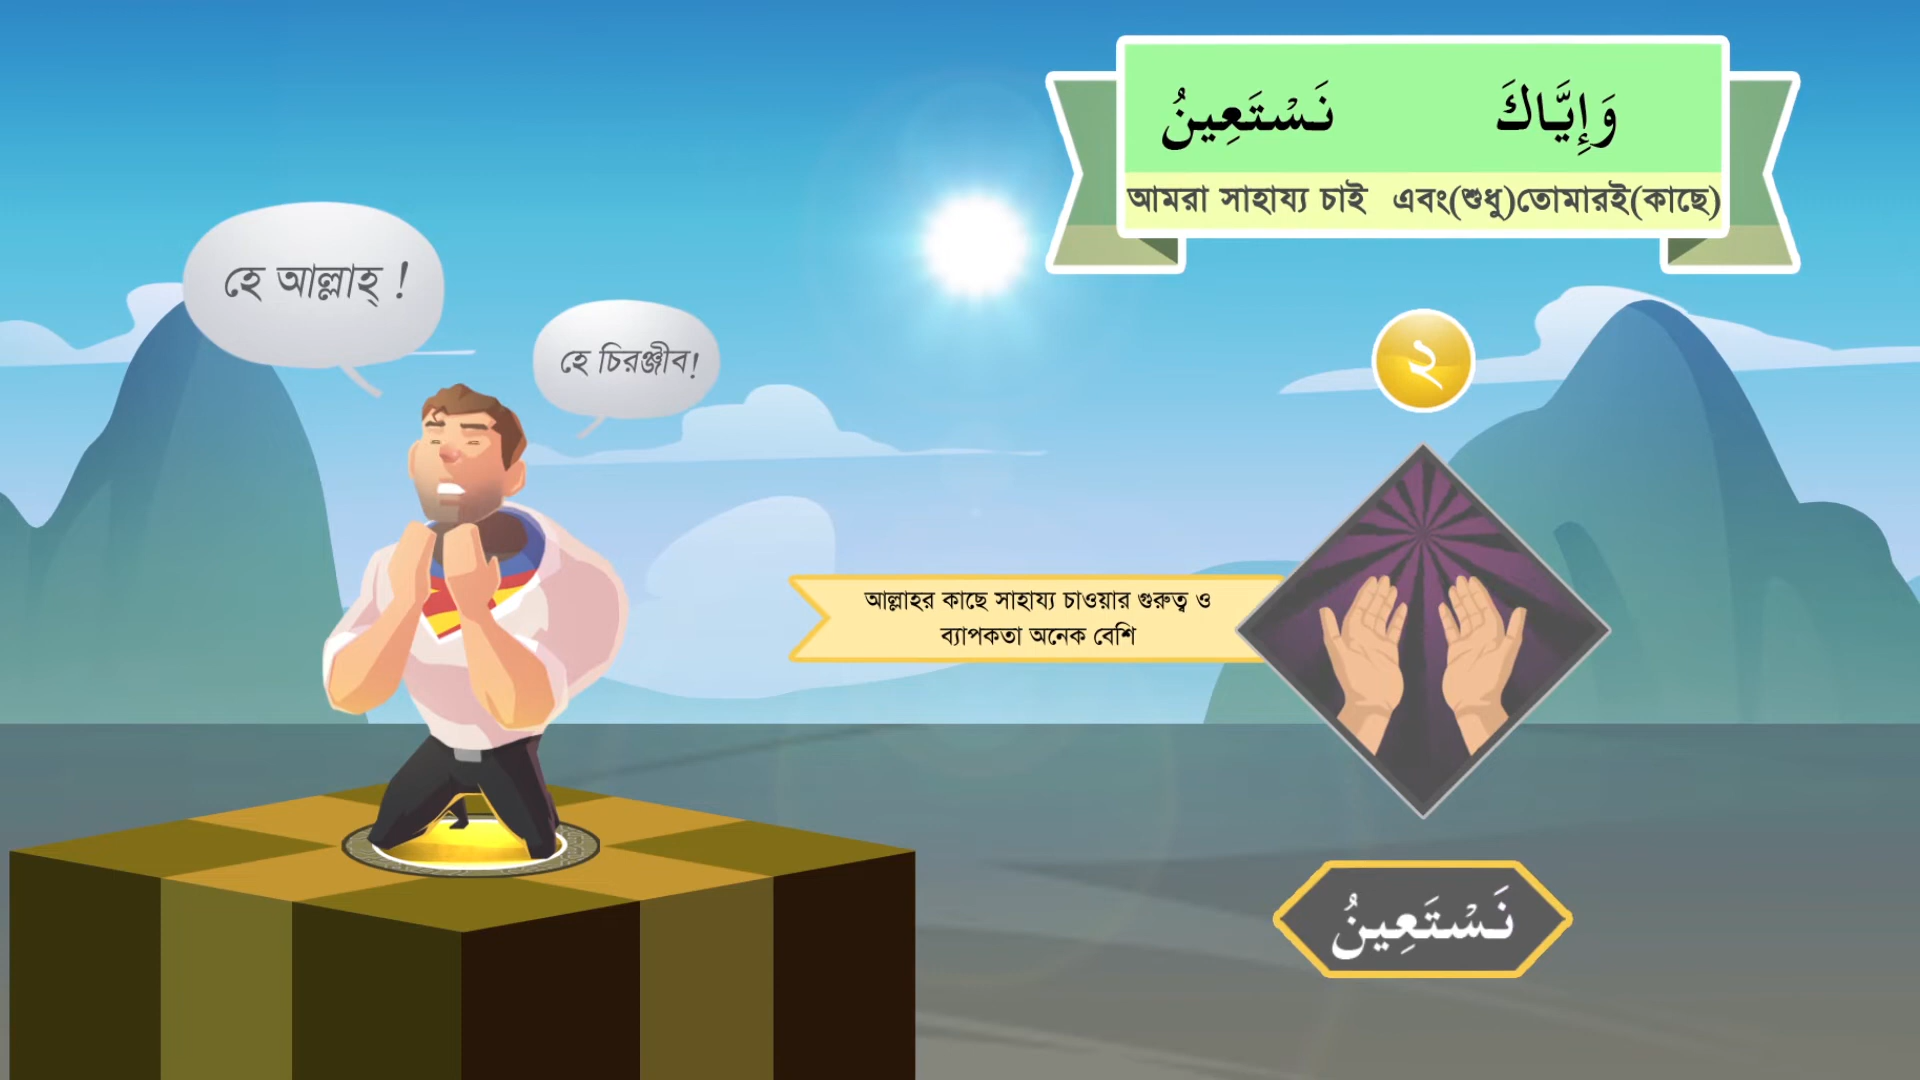 وَإِيَّاكَ نَسْتَعِينُ
আমরা সাহায্য চাই এবং(শুধু)তোমারই(কাছে)
হে আল্লাহ্ !
হে চিরঞ্জীব!
২
আল্লাহর কাছে সাহায্য চাওয়ার গুরুত্ব ও
ব্যাপকতা অনেক বেশি
نَسْتَعِينُ